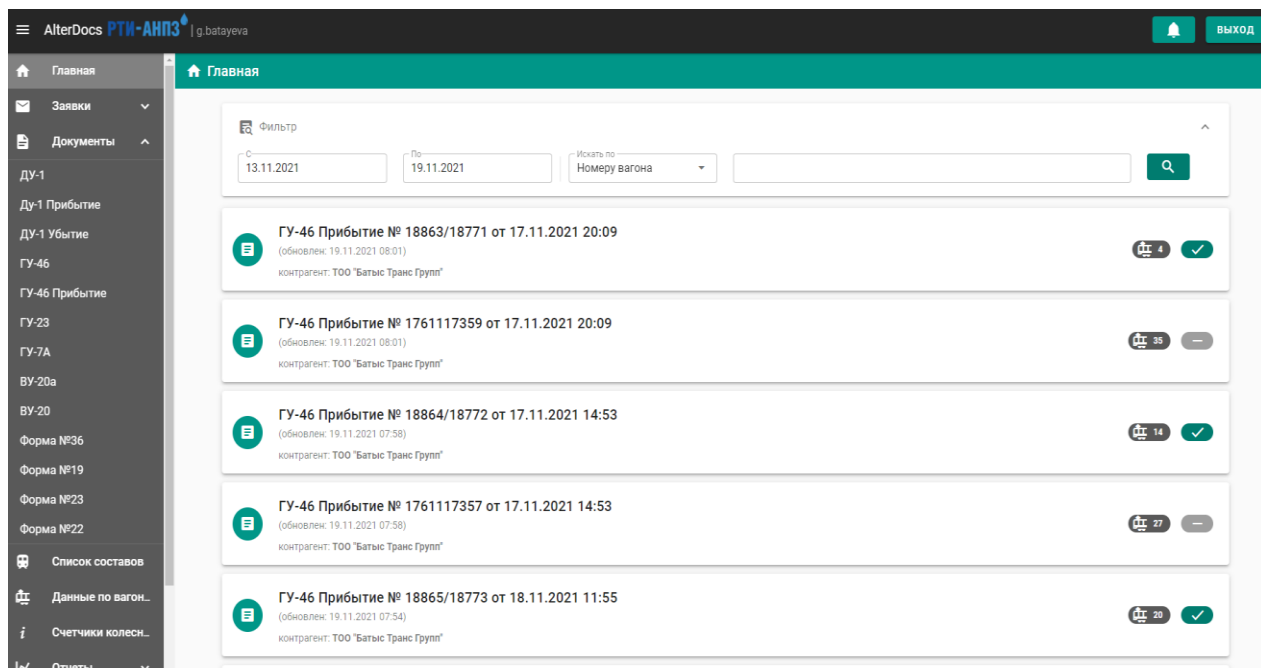 AlterDocs РТИ-АНПЗ | g.batayeva
ВЫХОД
Главная
Заявки
Документы
ДУ-1
Ду-1 Прибытие
ДУ-1 Убытие
ГУ-46
ГУ-46 Прибытие
ГУ-23
ГУ-7А
ВУ-20а
ВУ-20
Форма №36
Форма №19
Форма №23
Форма №22
Список составов
Данные по вагон...
i Счетчики колесн...
Отчеты
Главная
Фильтр
С По Искать по
13.11.2021 19.11.2021 Номеру вагона
ГУ-46 Прибытие № 18863/18771 от 17.11.2021 20:09
(обновлен: 19.11.2021 08:01)
контрагент: ТОО "Батыс Транс Групп"
4
ГУ-46 Прибытие № 1761117359 от 17.11.2021 20:09
(обновлен: 19.11.2021 08:01)
контрагент: ТОО "Батыс Транс Групп"
35
ГУ-46 Прибытие № 18864/18772 от 17.11.2021 14:53
(обновлен: 19.11.2021 07:58)
контрагент: ТОО "Батыс Транс Групп"
14
ГУ-46 Прибытие № 1761117357 от 17.11.2021 14:53
(обновлен: 19.11.2021 07:58)
контрагент: ТОО "Батыс Транс Групп"
27
ГУ-46 Прибытие № 18865/18773 от 18.11.2021 11:55
(обновлен: 19.11.2021 07:54)
контрагент: ТОО "Батыс Транс Групп"
20